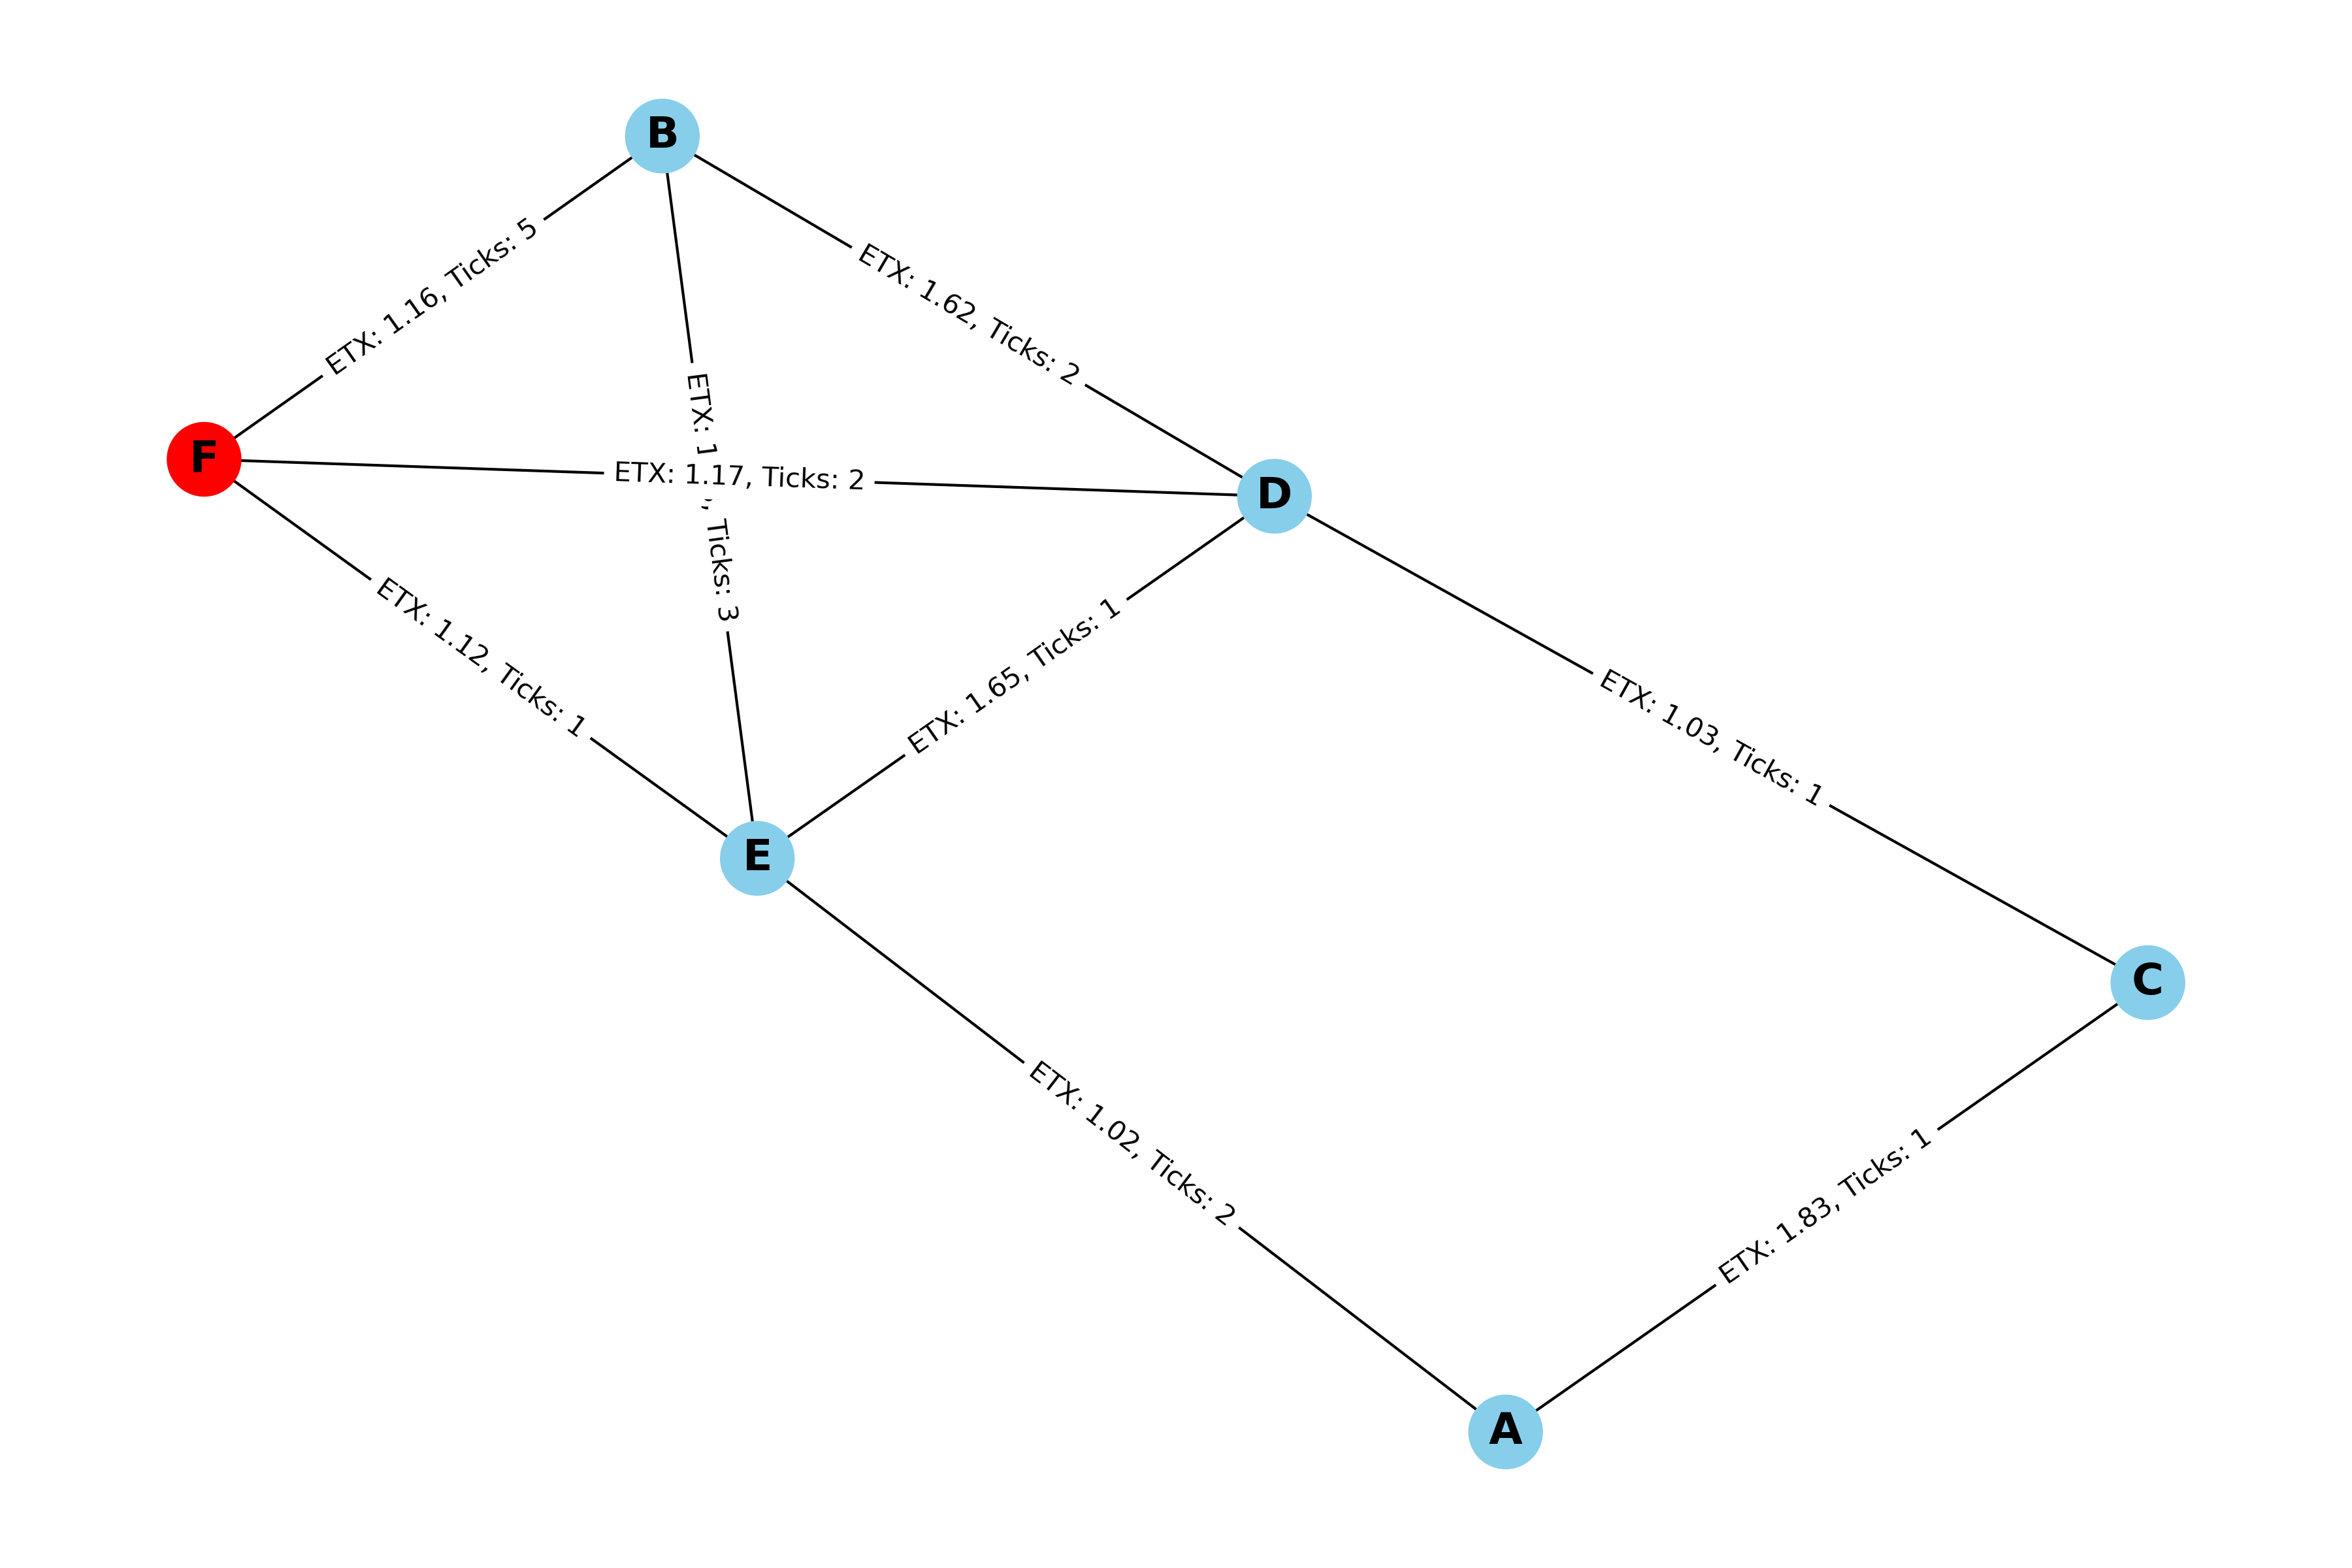 B
ETX: 1.16, Ticks: 5
ETX: 1.62, Ticks: 2
ETX: 1 , Ticks: 3
F
ETX: 1.17, Ticks: 2
D
ETX: 1.12, Ticks: 1
ETX: 1.65, Ticks: 1
ETX: 1.03, Ticks: 1
E
C
ETX: 1.02, Ticks: 2
ETX: 1.83, Ticks: 1
A